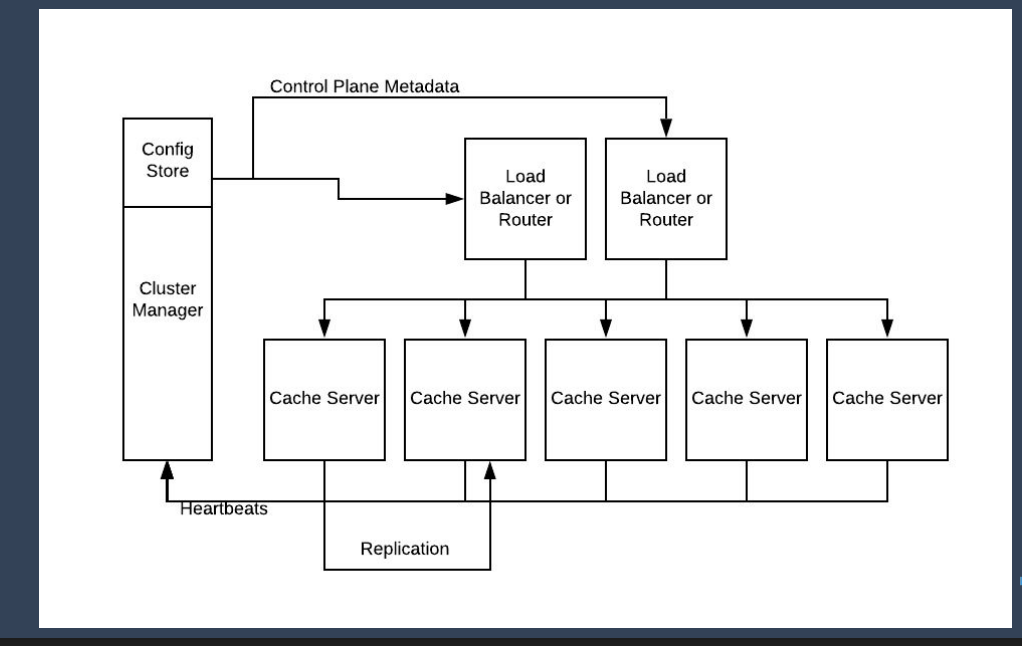 Control Plane Metadata
Config
Store
Load
Balancer or
Router
Load
Balancer or
Router
Cluster
Manager
Cache Server
Cache Server
Cache Server
Cache Server
Cache Server
Heartbeats
Replication